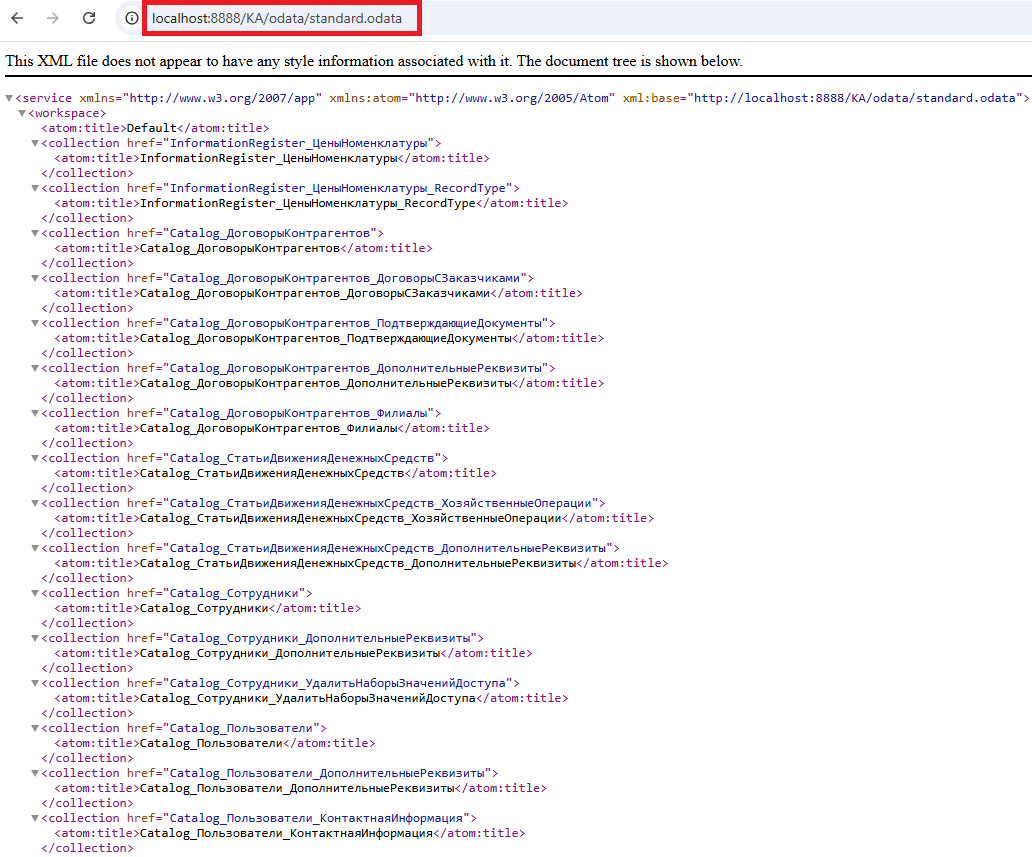 localhost:8888/KA/odata/standard.odata
This XML file does not appear to have any style information associated with it. The document tree is shown below.
<service xmlns="http://www.w3.org/2007/app" xmlns:atom="http://www.w3.org/2005/Atom" xml:base="http://localhost:8888/KA/odata/standard.odata">
<workspace>
<atom:title>Default</atom:title>
<collection href="InformationRegister_ЦеныНоменклатуры">
<atom:title>InformationRegister_ЦеныНоменклатуры</atom:title>
</collection>
<collection href="InformationRegister_ЦеныНоменклатуры_RecordType">
<atom:title>InformationRegister_ЦеныНоменклатуры_RecordType</atom:title>
</collection>
<collection href="Catalog_ДоговорыКонтрагентов">
<atom:title>Catalog_ДоговорыКонтрагентов</atom:title>
</collection>
<collection href="Catalog_ДоговорыКонтрагентов_ДоговорыСЗаказчиками">
<atom:title>Catalog_ДоговорыКонтрагентов_ДоговорыСЗаказчиками</atom:title>
</collection>
<collection href="Catalog_ДоговорыКонтрагентов_ПодтверждающиеДокументы">
<atom:title>Catalog_ДоговорыКонтрагентов_ПодтверждающиеДокументы</atom:title>
</collection>
<collection href="Catalog_ДоговорыКонтрагентов_ДополнительныеРеквизиты">
<atom:title>Catalog_ДоговорыКонтрагентов_ДополнительныеРеквизиты</atom:title>
</collection>
<collection href="Catalog_ДоговорыКонтрагентов_Филиалы">
<atom:title>Catalog_ДоговорыКонтрагентов_Филиалы</atom:title>
</collection>
<collection href="Catalog_СтатьиДвиженияДенежныхСредств">
<atom:title>Catalog_СтатьиДвиженияДенежныхСредств</atom:title>
</collection>
<collection href="Catalog_СтатьиДвиженияДенежныхСредств_ХозяйственныеОперации">
<atom:title>Catalog_СтатьиДвиженияДенежныхСредств_ХозяйственныеОперации</atom:title>
</collection>
<collection href="Catalog_СтатьиДвиженияДенежныхСредств_ДополнительныеРеквизиты">
<atom:title>Catalog_СтатьиДвиженияДенежныхСредств_ДополнительныеРеквизиты</atom:title>
</collection>
<collection href="Catalog_Сотрудники">
<atom:title>Catalog_Сотрудники</atom:title>
</collection>
<collection href="Catalog_Сотрудники_ДополнительныеРеквизиты">
<atom:title>Catalog_Сотрудники_ДополнительныеРеквизиты</atom:title>
</collection>
<collection href="Catalog_Сотрудники_УдалитьНаборыЗначенийДоступа">
<atom:title>Catalog_Сотрудники_УдалитьНаборыЗначенийДоступа</atom:title>
</collection>
<collection href="Catalog_Пользователи">
<atom:title>Catalog_Пользователи</atom:title>
</collection>
<collection href="Catalog_Пользователи_ДополнительныеРеквизиты">
<atom:title>Catalog_Пользователи_ДополнительныеРеквизиты</atom:title>
</collection>
<collection href="Catalog_Пользователи_КонтактнаяИнформация">
<atom:title>Catalog_Пользователи_КонтактнаяИнформация</atom:title>
</collection>